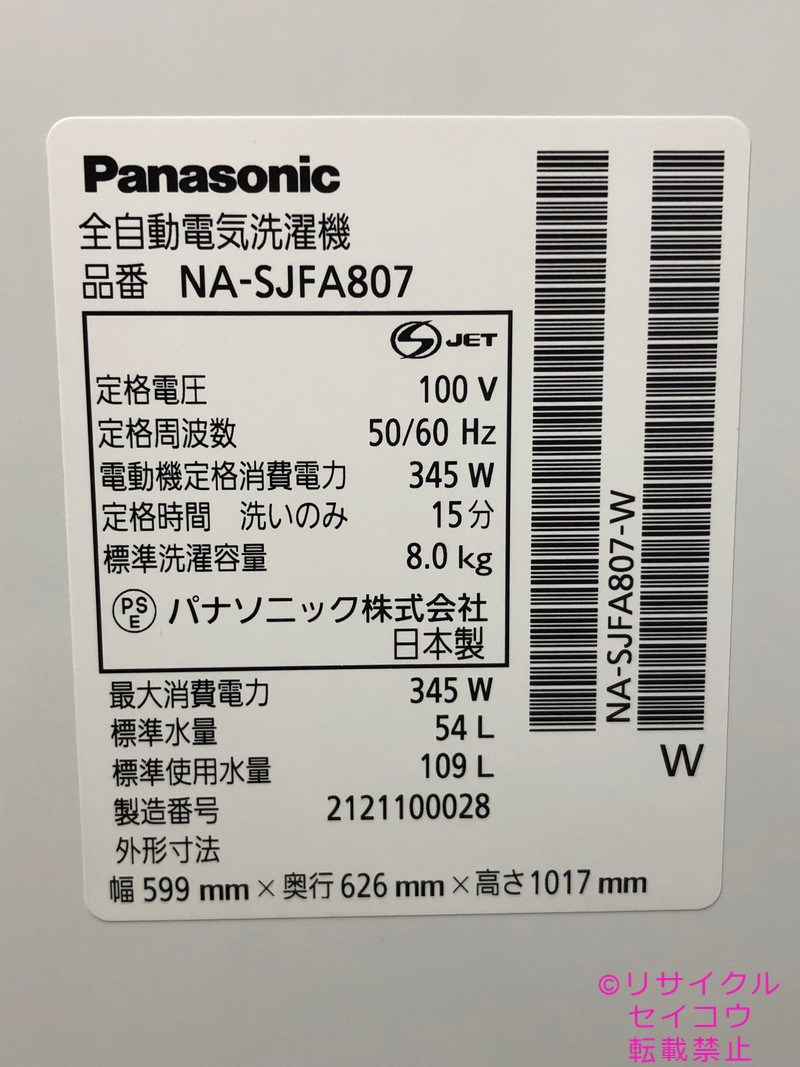 Panasonic
全自動電気洗濯機
品番 NA-SJFA807
S JET
定格電圧 100 V
定格周波数 50/60 Hz
電動機定格消費電力 345 W
定格時間 洗いのみ 15分
標準洗濯容量 8.0 kg
PSE パナソニック株式会社
日本製
最大消費電力 345 W
標準水量 54 L
標準使用水量 109 L
製造番号 2121100028
外形寸法
幅 599 mm × 奥行 626 mm × 高さ 1017 mm
NA-SJFA807-W
W
©リサイクル
セイコウ
転載禁止